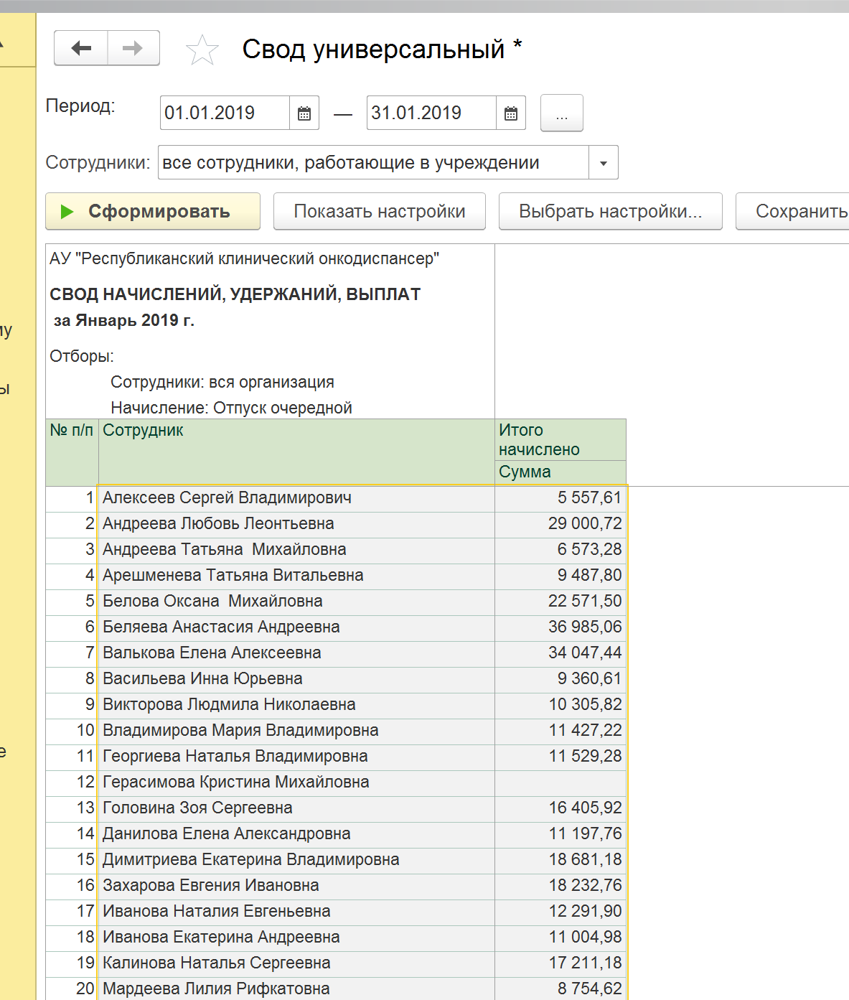 Свод универсальный *
Период: 01.01.2019 — 31.01.2019 ...
Сотрудники: все сотрудники, работающие в учреждении
Сформировать Показать настройки Выбрать настройки... Сохранить
АУ "Республиканский клинический онкодиспансер"
СВОД НАЧИСЛЕНИЙ, УДЕРЖАНИЙ, ВЫПЛАТ
за Январь 2019 г.
Отборы:
Сотрудники: вся организация
Начисление: Отпуск очередной
№ п/п Сотрудник Итого
начислено
Сумма
1 Алексеев Сергей Владимирович 5 557,61
2 Андреева Любовь Леонтьевна 29 000,72
3 Андреева Татьяна  Михайловна 6 573,28
4 Арешменева Татьяна Витальевна 9 487,80
5 Белова Оксана  Михайловна 22 571,50
6 Беляева Анастасия Андреевна 36 985,06
7 Валькова Елена Алексеевна 34 047,44
8 Васильева Инна Юрьевна 9 360,61
9 Викторова Людмила Николаевна 10 305,82
10 Владимирова Мария Владимировна 11 427,22
11 Георгиева Наталья Владимировна 11 529,28
12 Герасимова Кристина Михайловна
13 Головина Зоя Сергеевна 16 405,92
14 Данилова Елена Александровна 11 197,76
15 Димитриева Екатерина Владимировна 18 681,18
16 Захарова Евгения Ивановна 18 232,76
17 Иванова Наталия Евгеньевна 12 291,90
18 Иванова Екатерина Андреевна 11 004,98
19 Калинова Наталья Сергеевна 17 211,18
20 Мардеева Лилия Рифкатовна 8 754,62